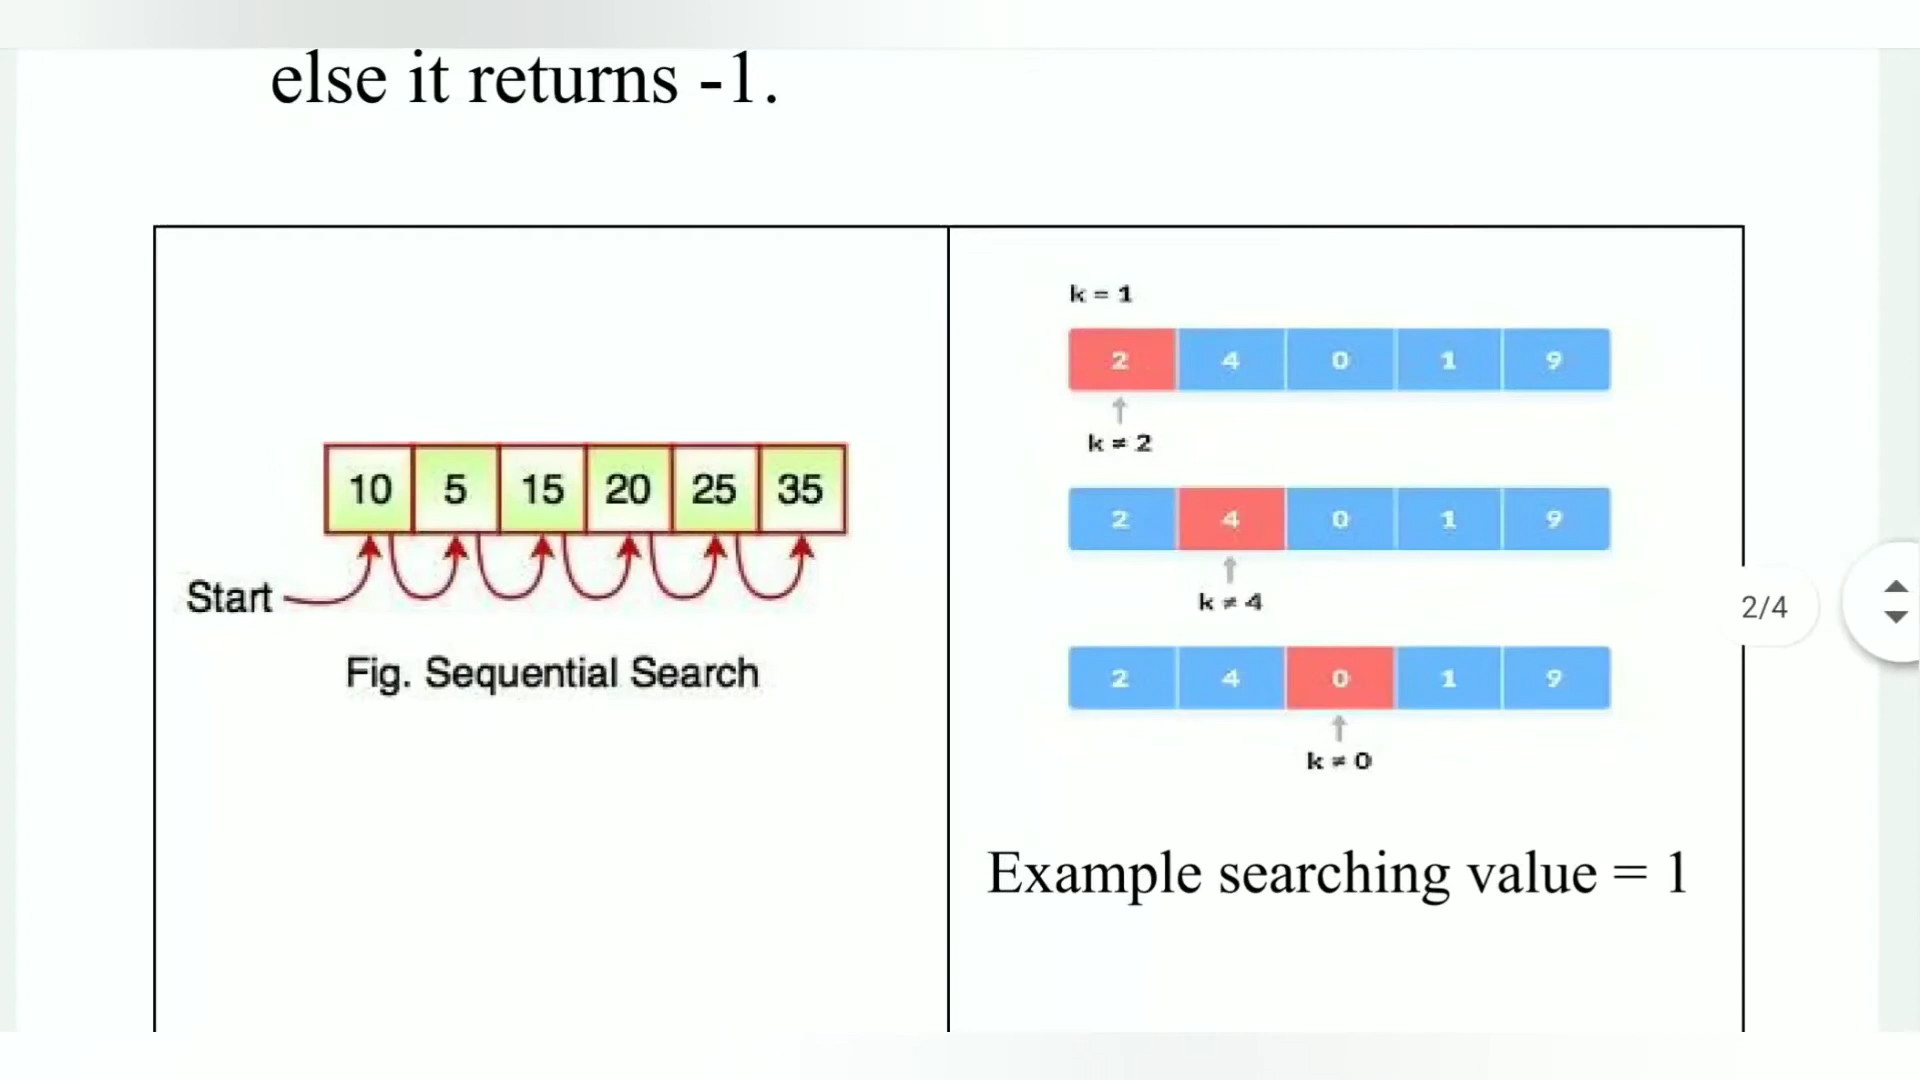 else it returns -1.
10 5 15 20 25 35
Start
Fig. Sequential Search
k = 1
2 4 0 1 9
k ≠ 2
2 4 0 1 9
k ≠ 4
2 4 0 1 9
k ≠ 0
Example searching value = 1
2/4